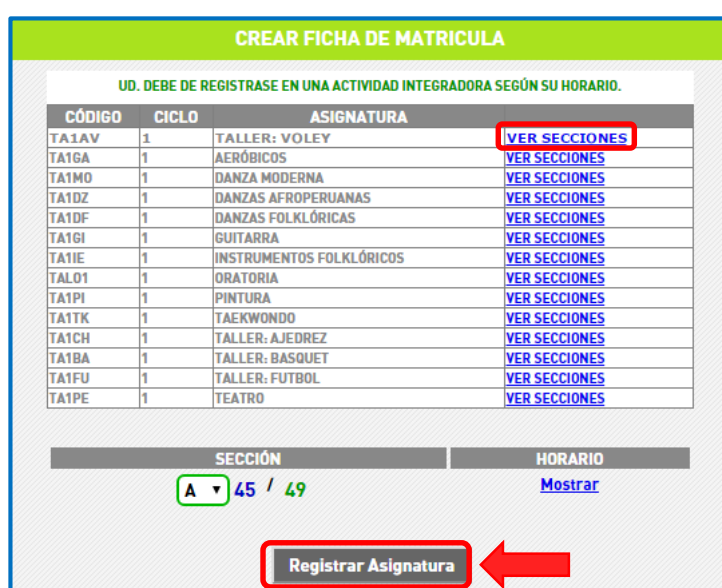 CREAR FICHA DE MATRICULA
UD. DEBE DE REGISTRASE EN UNA ACTIVIDAD INTEGRADORA SEGÚN SU HORARIO.
CÓDIGO CICLO ASIGNATURA
TA1AV 1 TALLER: VOLEY VER SECCIONES
TA1GA 1 AERÓBICOS VER SECCIONES
TA1MO 1 DANZA MODERNA VER SECCIONES
TA1DZ 1 DANZAS AFROPERUANAS VER SECCIONES
TA1DF 1 DANZAS FOLKLÓRICAS VER SECCIONES
TA1GI 1 GUITARRA VER SECCIONES
TA1IE 1 INSTRUMENTOS FOLKLÓRICOS VER SECCIONES
TALO1 1 ORATORIA VER SECCIONES
TA1PI 1 PINTURA VER SECCIONES
TA1TK 1 TAEKWONDO VER SECCIONES
TA1CH 1 TALLER: AJEDREZ VER SECCIONES
TA1BA 1 TALLER: BASQUET VER SECCIONES
TA1FU 1 TALLER: FUTBOL VER SECCIONES
TA1PE 1 TEATRO VER SECCIONES
SECCIÓN HORARIO
A 45 / 49 Mostrar
Registrar Asignatura